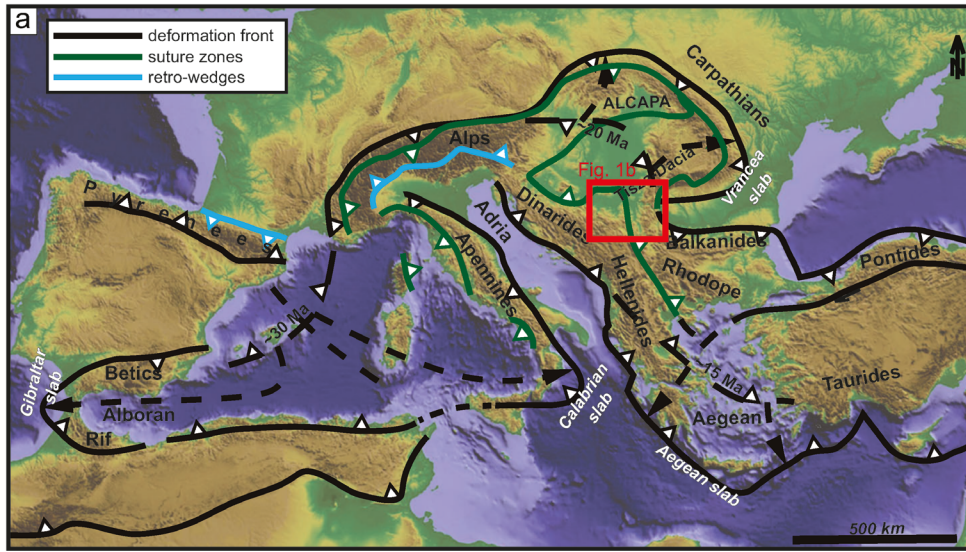 a
deformation front
suture zones
retro-wedges
N
Carpathians
ALCAPA
~20 Ma
Alps
Fig. 1b
Tisza-Dacia
Vrancea slab
Pyrenees
Adria
Dinarides
Balkanides
Pontides
Apennines
Rhodope
Hellenides
~30 Ma
Gibraltar slab
Betics
Alboran
Rif
Calabrian slab
~15 Ma
Taurides
Aegean
Aegean slab
500 km